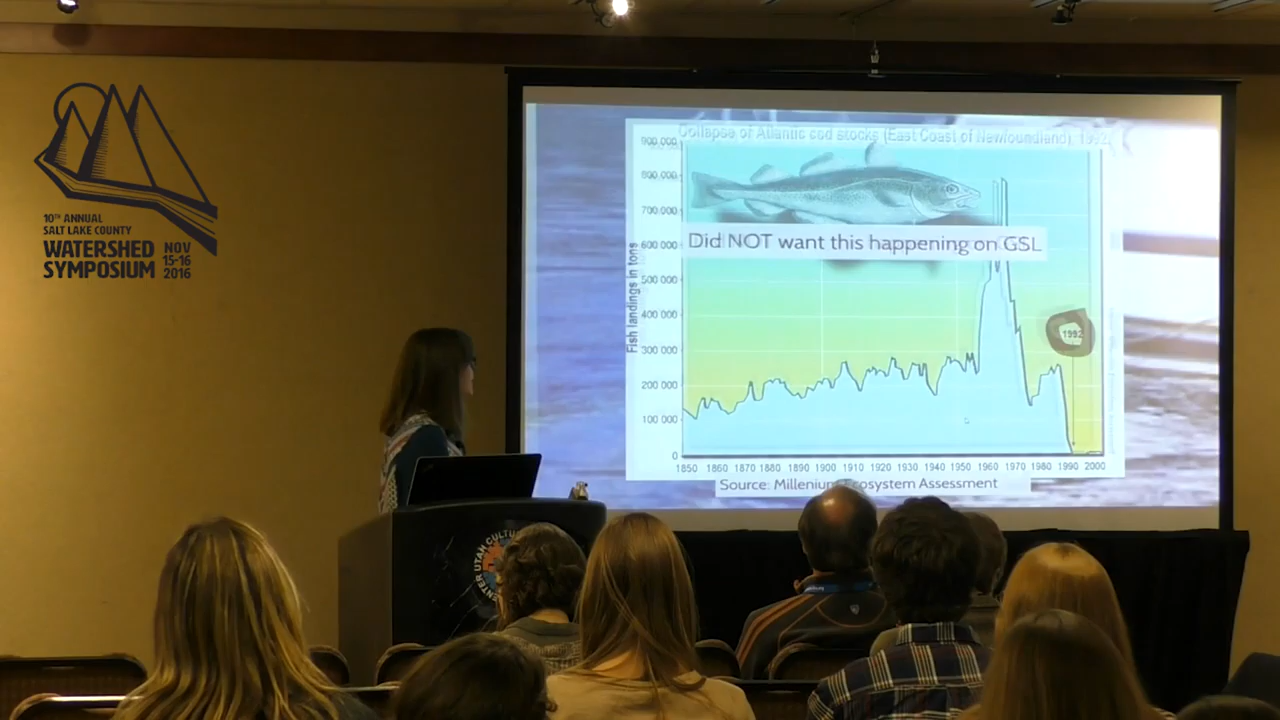 10TH ANNUAL
SALT LAKE COUNTY
WATERSHED
SYMPOSIUM
NOV
15-16
2016
Collapse of Atlantic cod stocks (East Coast of Newfoundland), 1992
900 000
800 000
700 000
600 000
500 000
400 000
300 000
200 000
100 000
0
Fish landings in tons
Did NOT want this happening on GSL
1992
1850 1860 1870 1880 1890 1900 1910 1920 1930 1940 1950 1960 1970 1980 1990 2000
Source: Millenium Ecosystem Assessment
UTAH CULTU